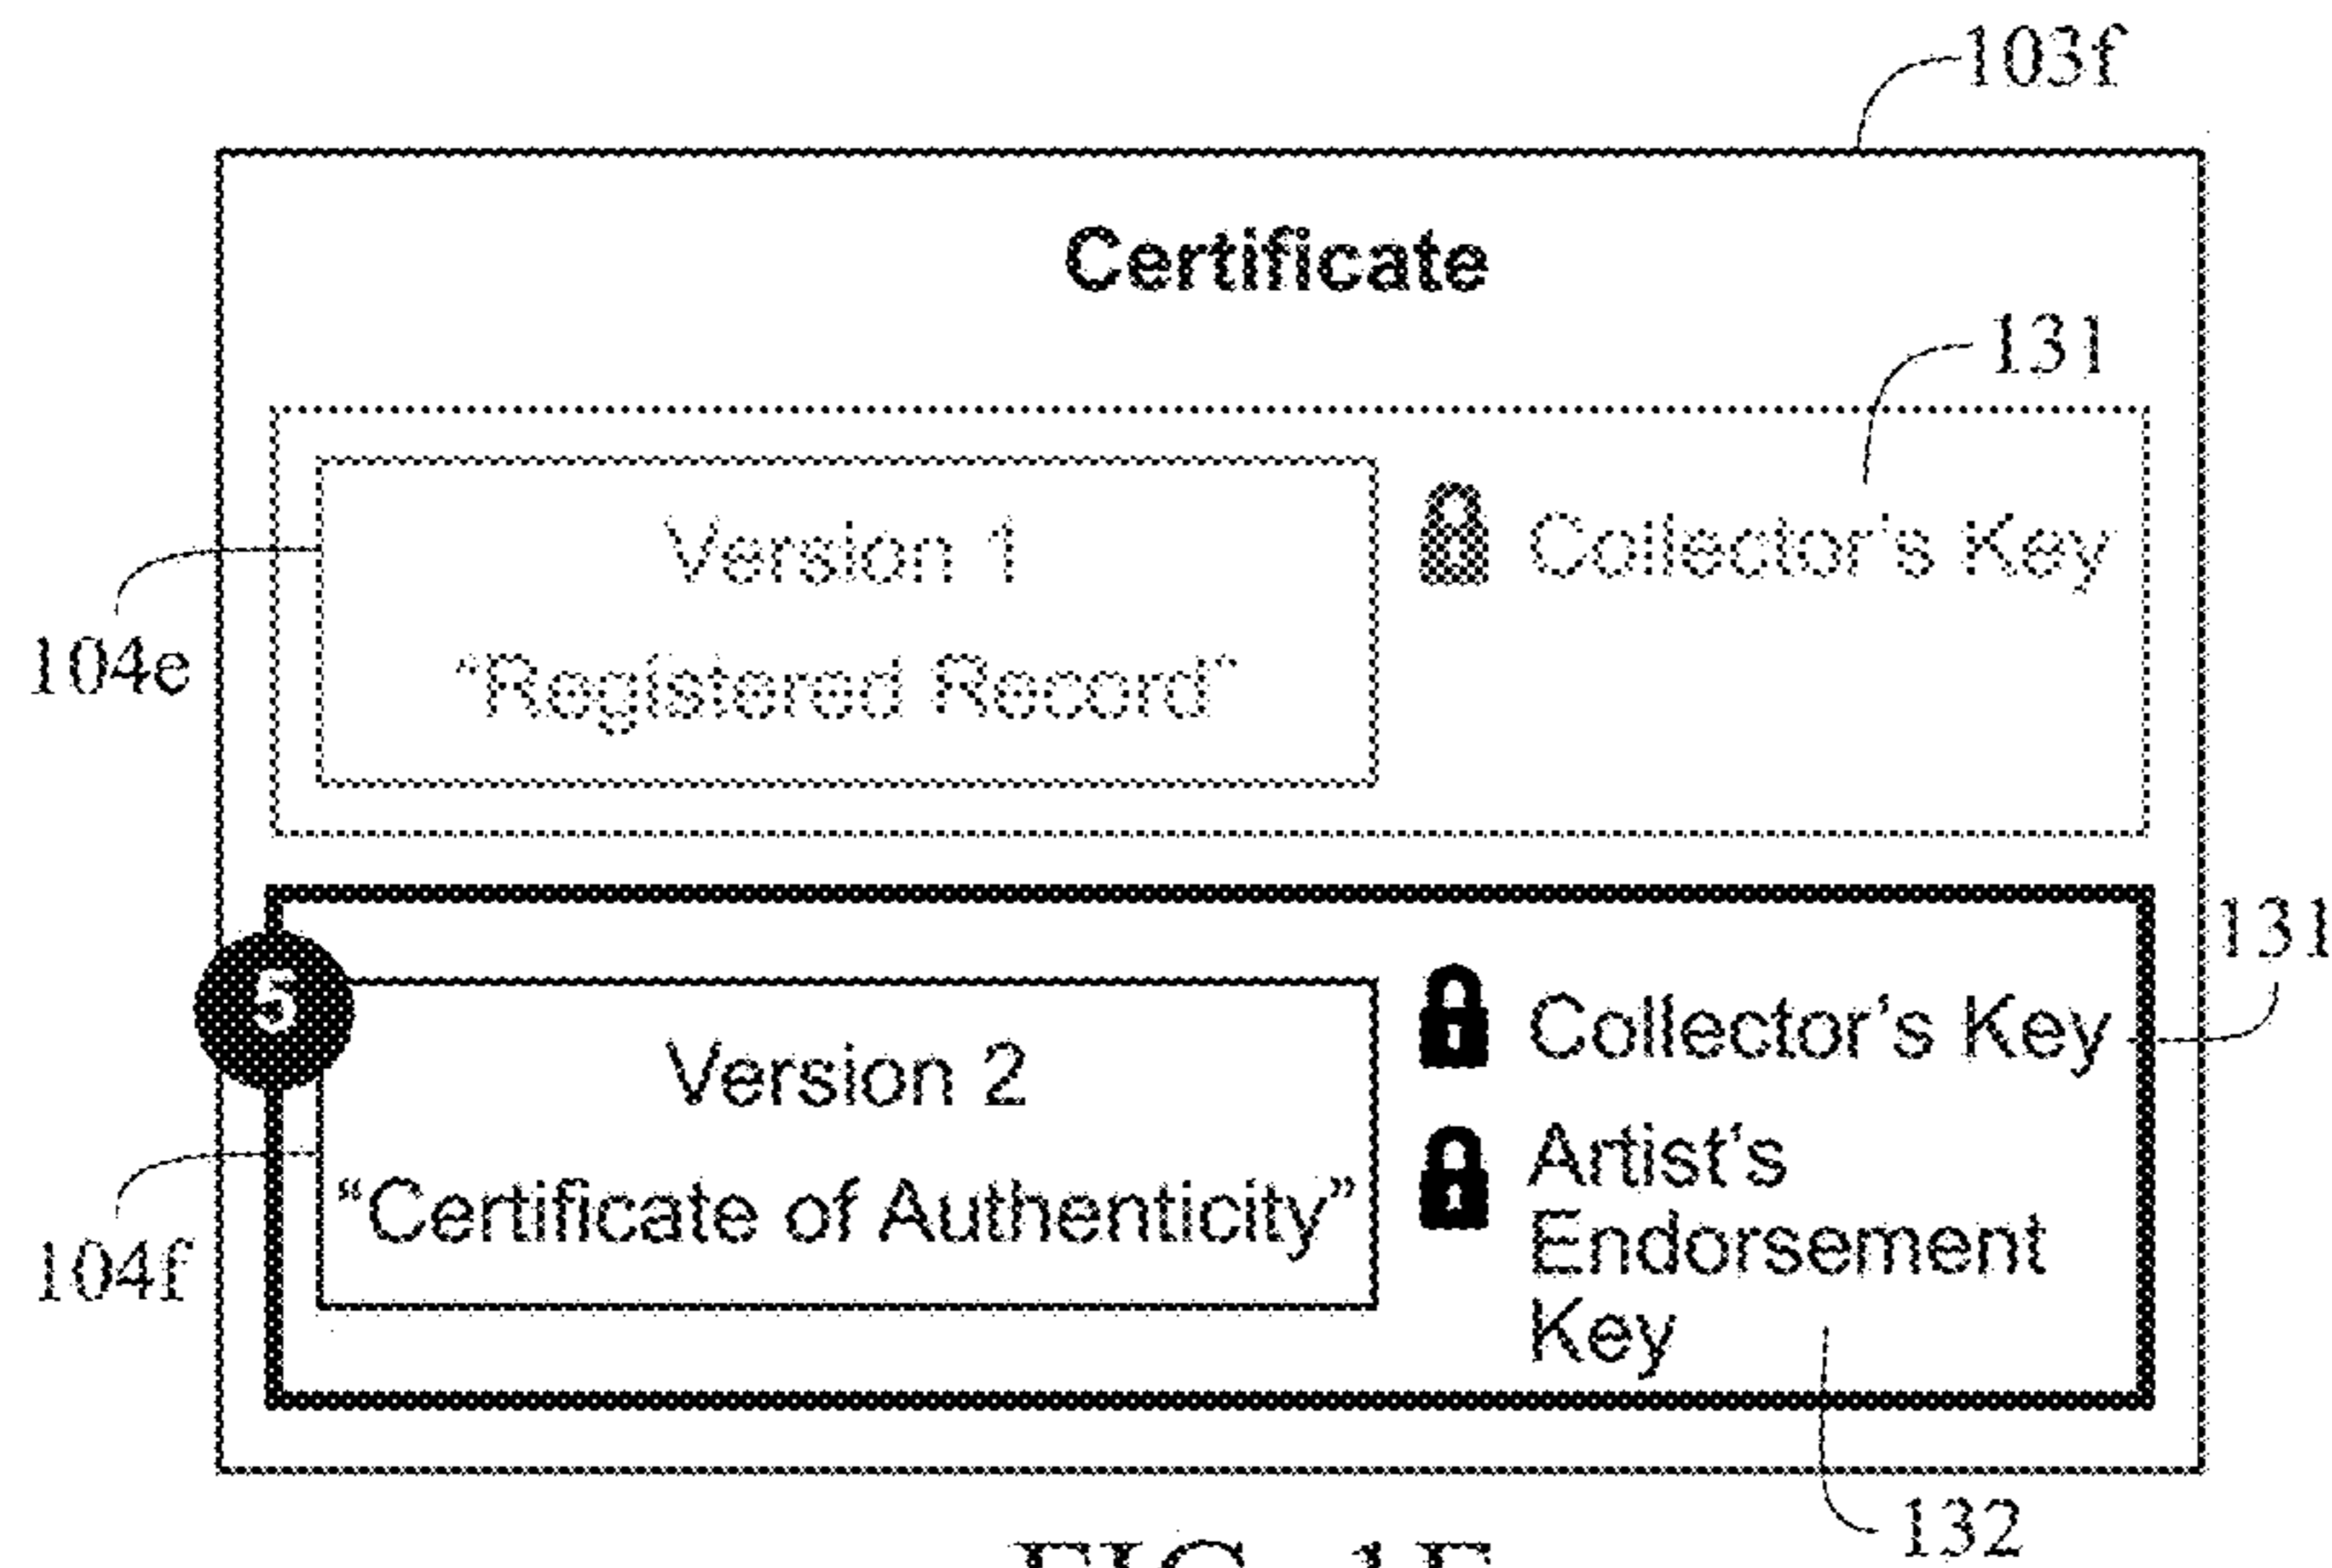 103f
Certificate
131
Version 1
Collector's Key
104e
"Registered Record"
131
5
Version 2
Collector's Key
104f
"Certificate of Authenticity"
Artist's
Endorsement
Key
132